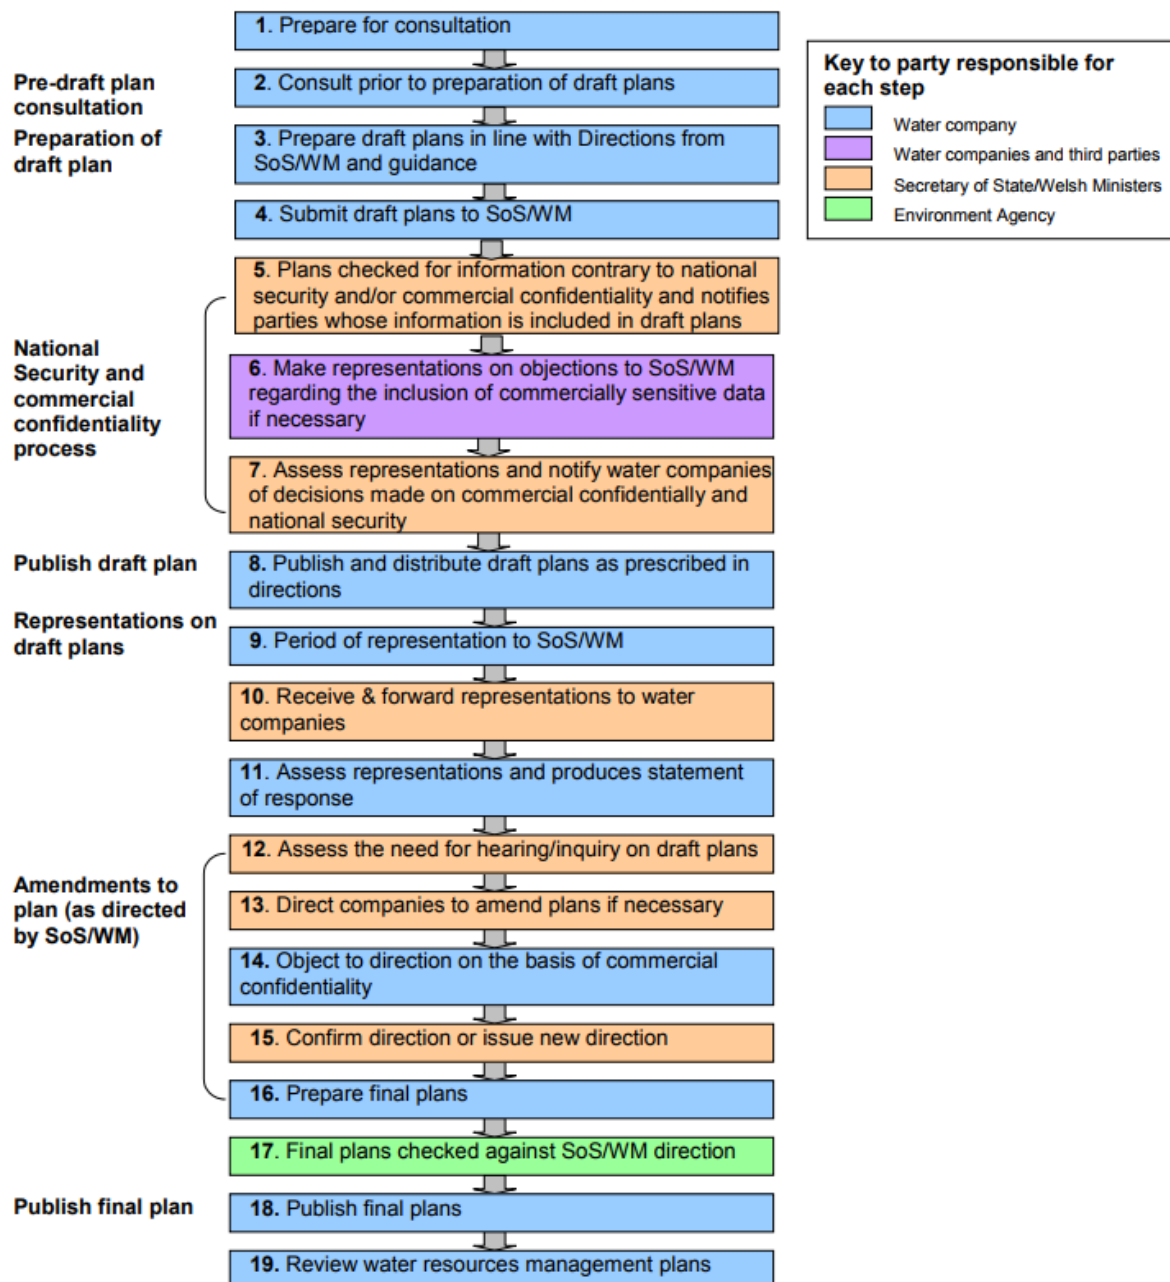 1. Prepare for consultation
Pre-draft plan
consultation
2. Consult prior to preparation of draft plans
Preparation of
draft plan
3. Prepare draft plans in line with Directions from
SoS/WM and guidance
4. Submit draft plans to SoS/WM
5. Plans checked for information contrary to national
security and/or commercial confidentiality and notifies
parties whose information is included in draft plans
National
Security and
commercial
confidentiality
process
6. Make representations on objections to SoS/WM
regarding the inclusion of commercially sensitive data
if necessary
7. Assess representations and notify water companies
of decisions made on commercial confidentially and
national security
Publish draft plan
8. Publish and distribute draft plans as prescribed in
directions
Representations on
draft plans
9. Period of representation to SoS/WM
10. Receive & forward representations to water
companies
11. Assess representations and produces statement
of response
12. Assess the need for hearing/inquiry on draft plans
Amendments to
plan (as directed
by SoS/WM)
13. Direct companies to amend plans if necessary
14. Object to direction on the basis of commercial
confidentiality
15. Confirm direction or issue new direction
16. Prepare final plans
17. Final plans checked against SoS/WM direction
Publish final plan
18. Publish final plans
19. Review water resources management plans
Key to party responsible for
each step
Water company
Water companies and third parties
Secretary of State/Welsh Ministers
Environment Agency